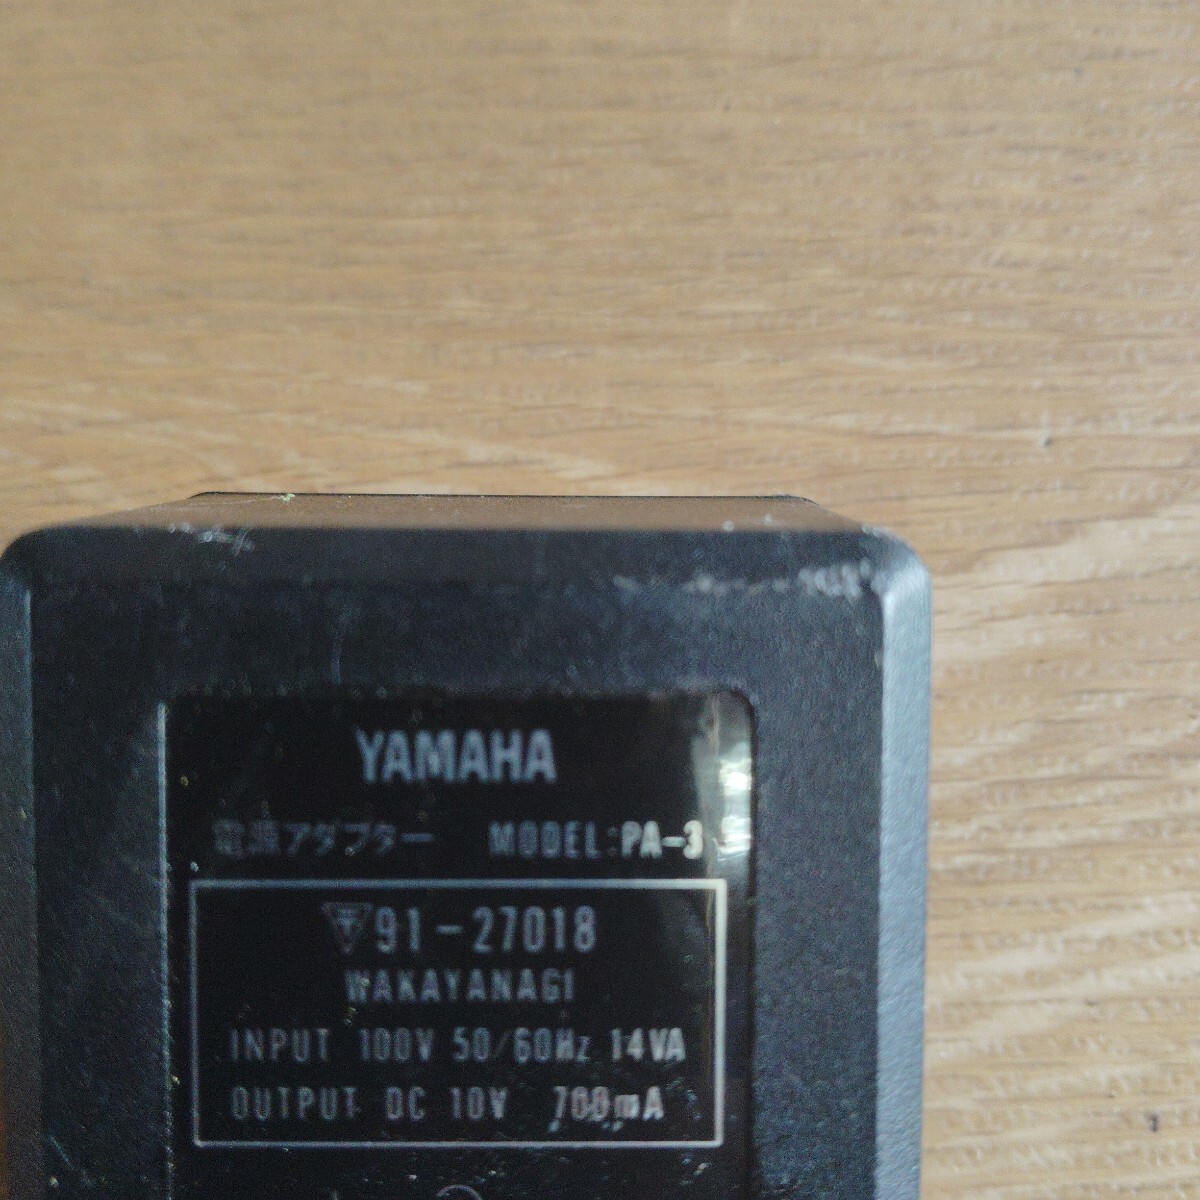 YAMAHA
電源アダプター MODEL:PA-3
91-27018
WAKAYANAGI
INPUT 100V 50/60Hz 14VA
OUTPUT DC 10V 700mA